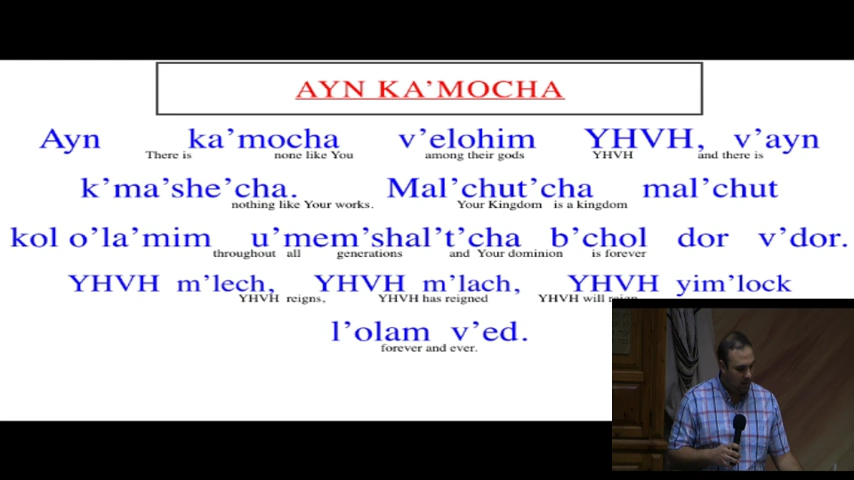 AYN KA’MOCHA
Ayn ka’mocha v’elohim YHVH, v’ayn
There is none like You among their gods YHVH and there is
k’ma’she’cha. Mal’chut’cha mal’chut
nothing like Your works. Your Kingdom is a kingdom
kol o’la’mim u’mem’shal’t’cha b’chol dor v’dor.
throughout all generations and Your dominion is forever
YHVH m’lech, YHVH m’lach, YHVH yim’lock
YHVH reigns, YHVH has reigned YHVH will reign
l’olam v’ed.
forever and ever.